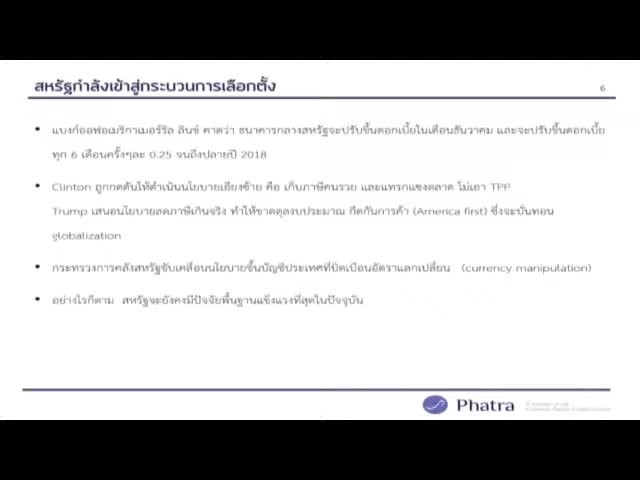 สหรัฐกำลังเข้าสู่กระบวนการเลือกตั้ง
6
• แบงก์ออฟอเมริกาเมอร์ริล ลินช์ คาดว่า ธนาคารกลางสหรัฐจะปรับขึ้นดอกเบี้ยในเดือนธันวาคม และจะปรับขึ้นดอกเบี้ย
ทุก 6 เดือนครั้งๆละ 0.25 จนถึงปลายปี 2018
• Clinton ถูกกดดันให้ดำเนินนโยบายเอียงซ้าย คือ เก็บภาษีคนรวย และแทรกแซงตลาด ไม่เอา TPP
Trump เสนอนโยบายลดภาษีเกินจริง ทำให้ขาดดุลงบประมาณ กีดกันการค้า (America first) ซึ่งจะบั่นทอน
globalization
• กระทรวงการคลังสหรัฐขับเคลื่อนนโยบายขึ้นบัญชีประเทศที่บิดเบือนอัตราแลกเปลี่ยน (currency manipulation)
• อย่างไรก็ตาม สหรัฐจะยังคงมีปัจจัยพื้นฐานแข็งแรงที่สุดในปัจจุบัน
Phatra